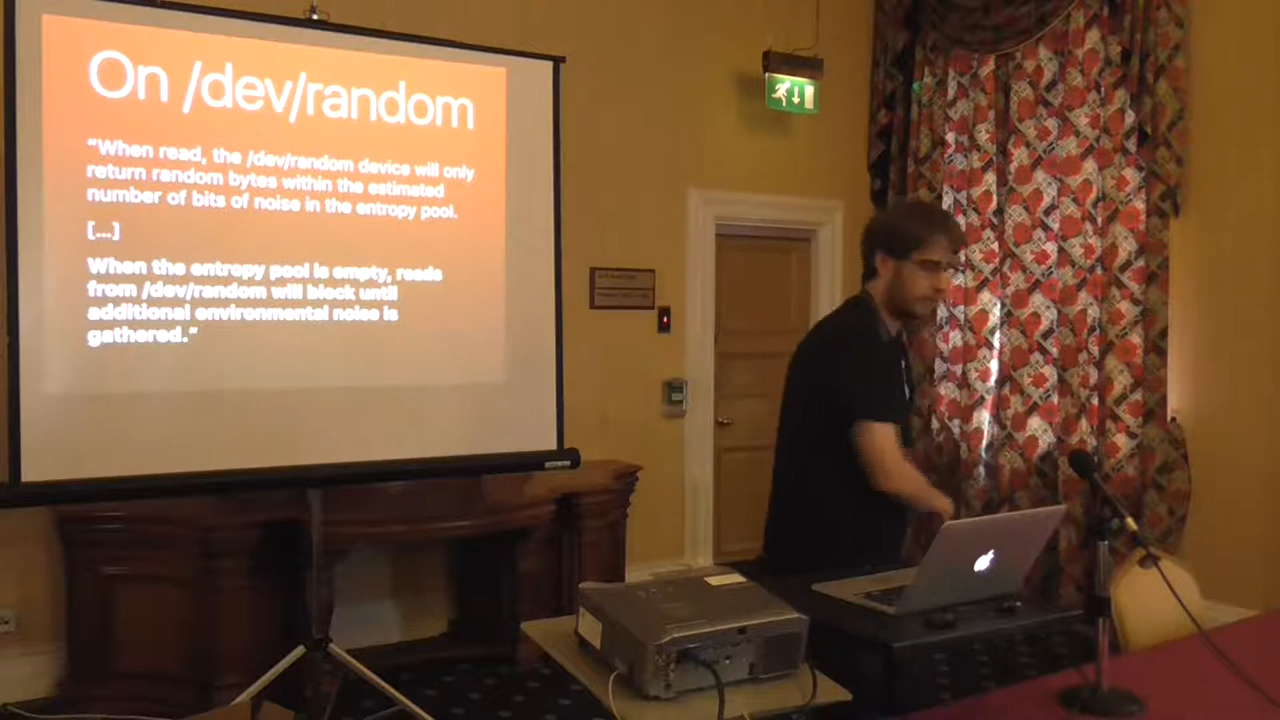 On /dev/random
“When read, the /dev/random device will only
return random bytes within the estimated
number of bits of noise in the entropy pool.
[...]
When the entropy pool is empty, reads
from /dev/random will block until
additional environmental noise is
gathered.”